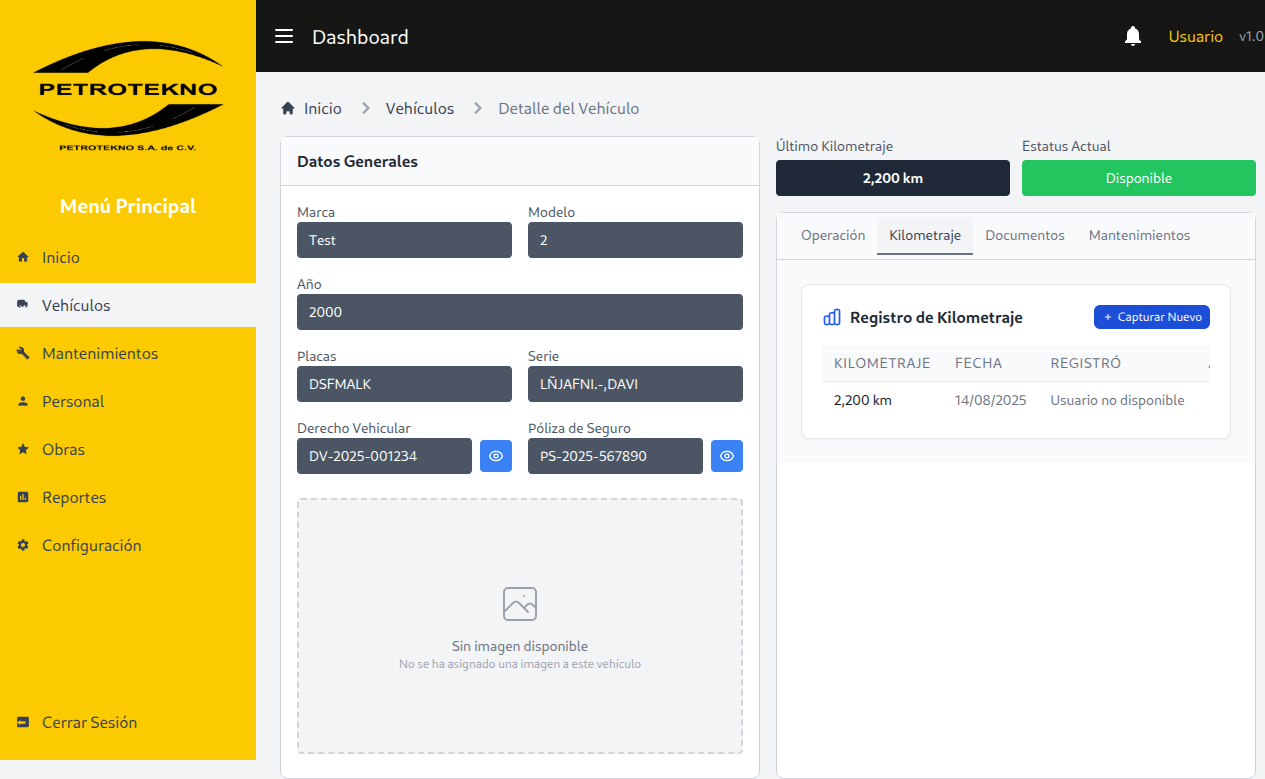 PETROTEKNO
PETROTEKNO S.A. de C.V.
Menú Principal
Inicio
Vehículos
Mantenimientos
Personal
Obras
Reportes
Configuración
Cerrar Sesión
Dashboard
Usuario v1.0
Inicio Vehículos Detalle del Vehículo
Datos Generales
Marca Modelo
Test 2
Año
2000
Placas Serie
DSFMALK LÑJAFNI.-,DAVI
Derecho Vehicular Póliza de Seguro
DV-2025-001234 PS-2025-567890
Sin imagen disponible
No se ha asignado una imagen a este vehículo
Último Kilometraje Estatus Actual
2,200 km Disponible
Operación Kilometraje Documentos Mantenimientos
Registro de Kilometraje + Capturar Nuevo
KILOMETRAJE FECHA REGISTRÓ
2,200 km 14/08/2025 Usuario no disponible